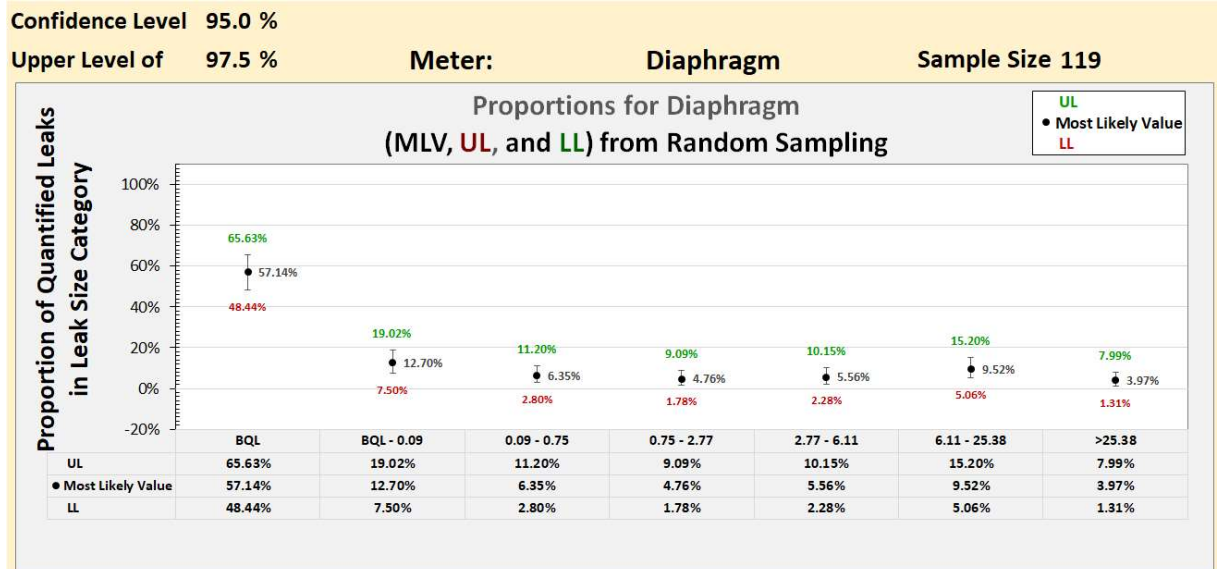 Confidence Level 95.0 %
Upper Level of 97.5 % Meter: Diaphragm Sample Size 119
Proportions for Diaphragm
(MLV, UL, and LL) from Random Sampling
UL
Most Likely Value
LL
Proportion of Quantified Leaks
in Leak Size Category
100%
80%
60%
40%
20%
0%
-20%
65.63%
57.14%
48.44%
19.02%
12.70%
7.50%
11.20%
6.35%
2.80%
9.09%
4.76%
1.78%
10.15%
5.56%
2.28%
15.20%
9.52%
5.06%
7.99%
3.97%
1.31%
BQL BQL - 0.09 0.09 - 0.75 0.75 - 2.77 2.77 - 6.11 6.11 - 25.38 >25.38
UL 65.63% 19.02% 11.20% 9.09% 10.15% 15.20% 7.99%
Most Likely Value 57.14% 12.70% 6.35% 4.76% 5.56% 9.52% 3.97%
LL 48.44% 7.50% 2.80% 1.78% 2.28% 5.06% 1.31%